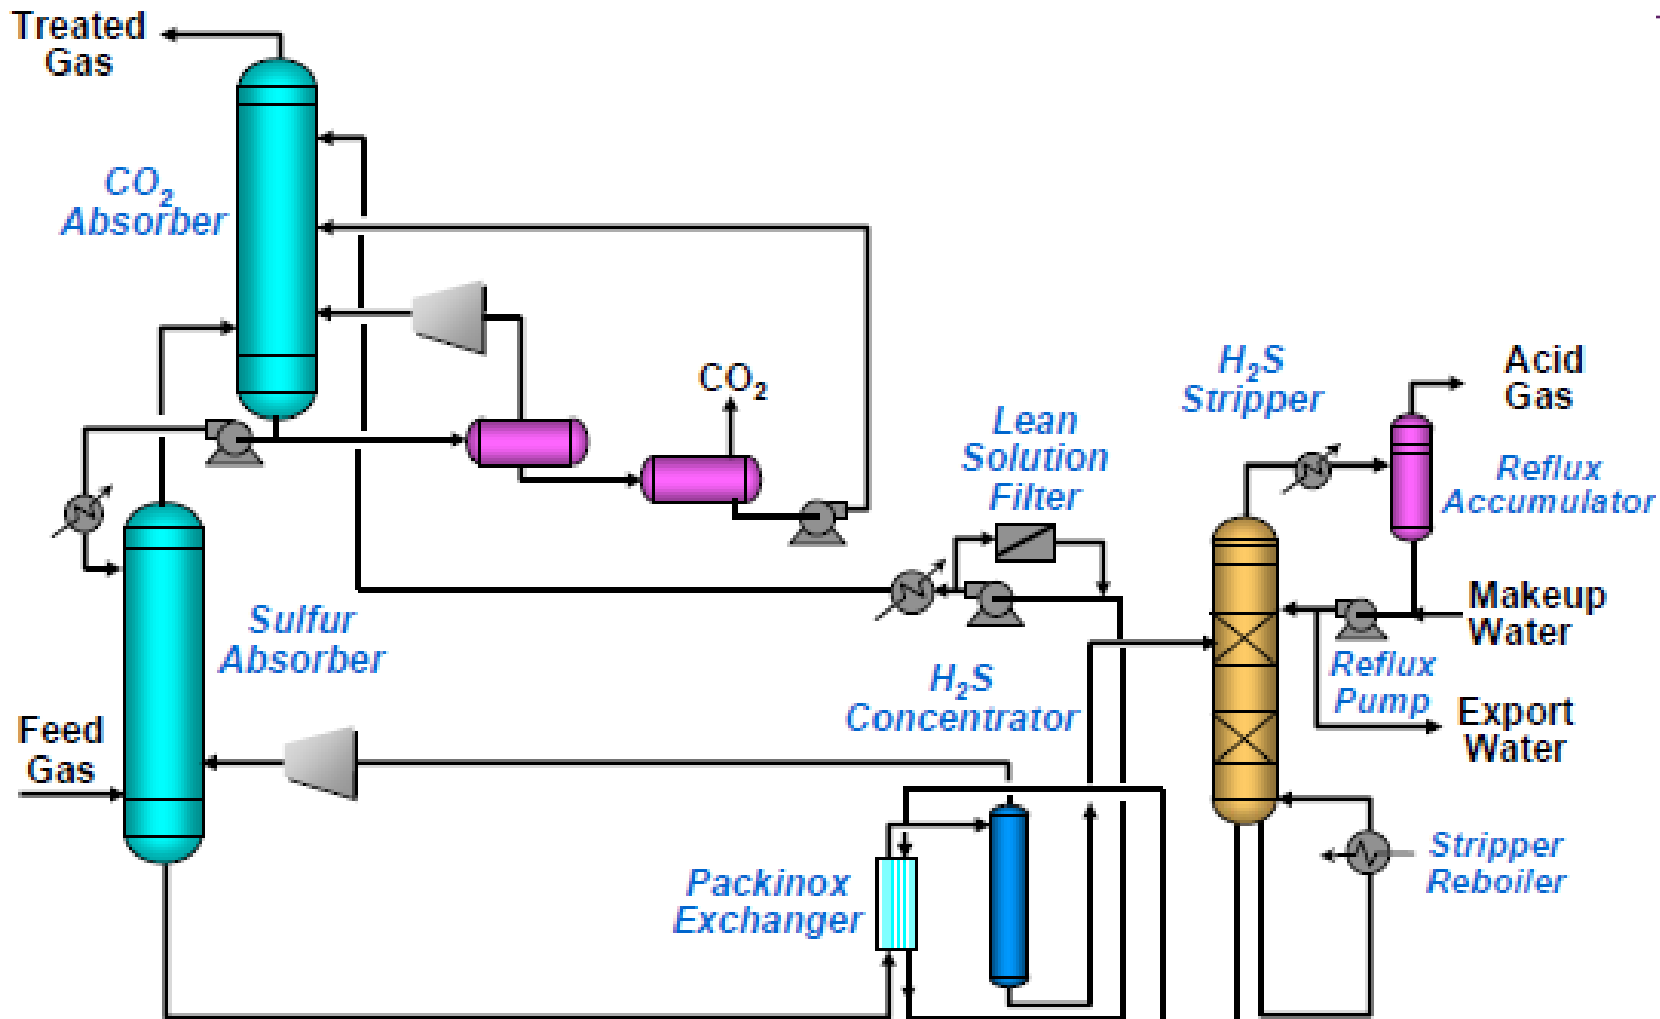 Treated
Gas
CO₂
Absorber
CO₂
H₂S
Stripper
Acid
Gas
Lean
Solution
Filter
Reflux
Accumulator
Sulfur
Absorber
Makeup
Water
Reflux
Pump
H₂S
Concentrator
Export
Water
Feed
Gas
Stripper
Reboiler
Packinox
Exchanger